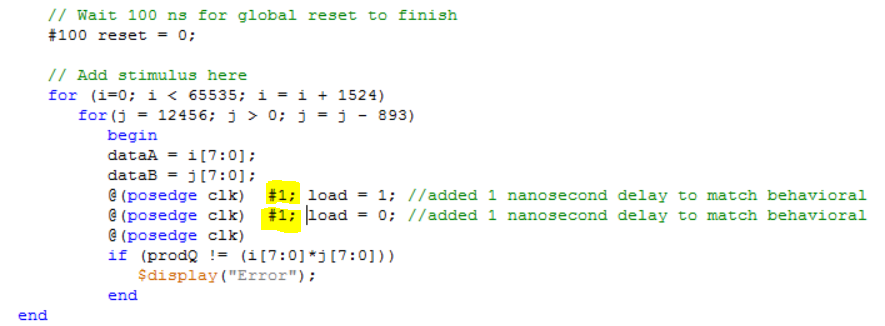 // Wait 100 ns for global reset to finish
#100 reset = 0;
// Add stimulus here
for (i=0; i < 65535; i = i + 1524)
for(j = 12456; j > 0; j = j - 893)
begin
dataA = i[7:0];
dataB = j[7:0];
@(posedge clk) #1; load = 1; //added 1 nanosecond delay to match behavioral
@(posedge clk) #1; load = 0; //added 1 nanosecond delay to match behavioral
@(posedge clk)
if (prodQ != (i[7:0]*j[7:0]))
$display("Error");
end
end